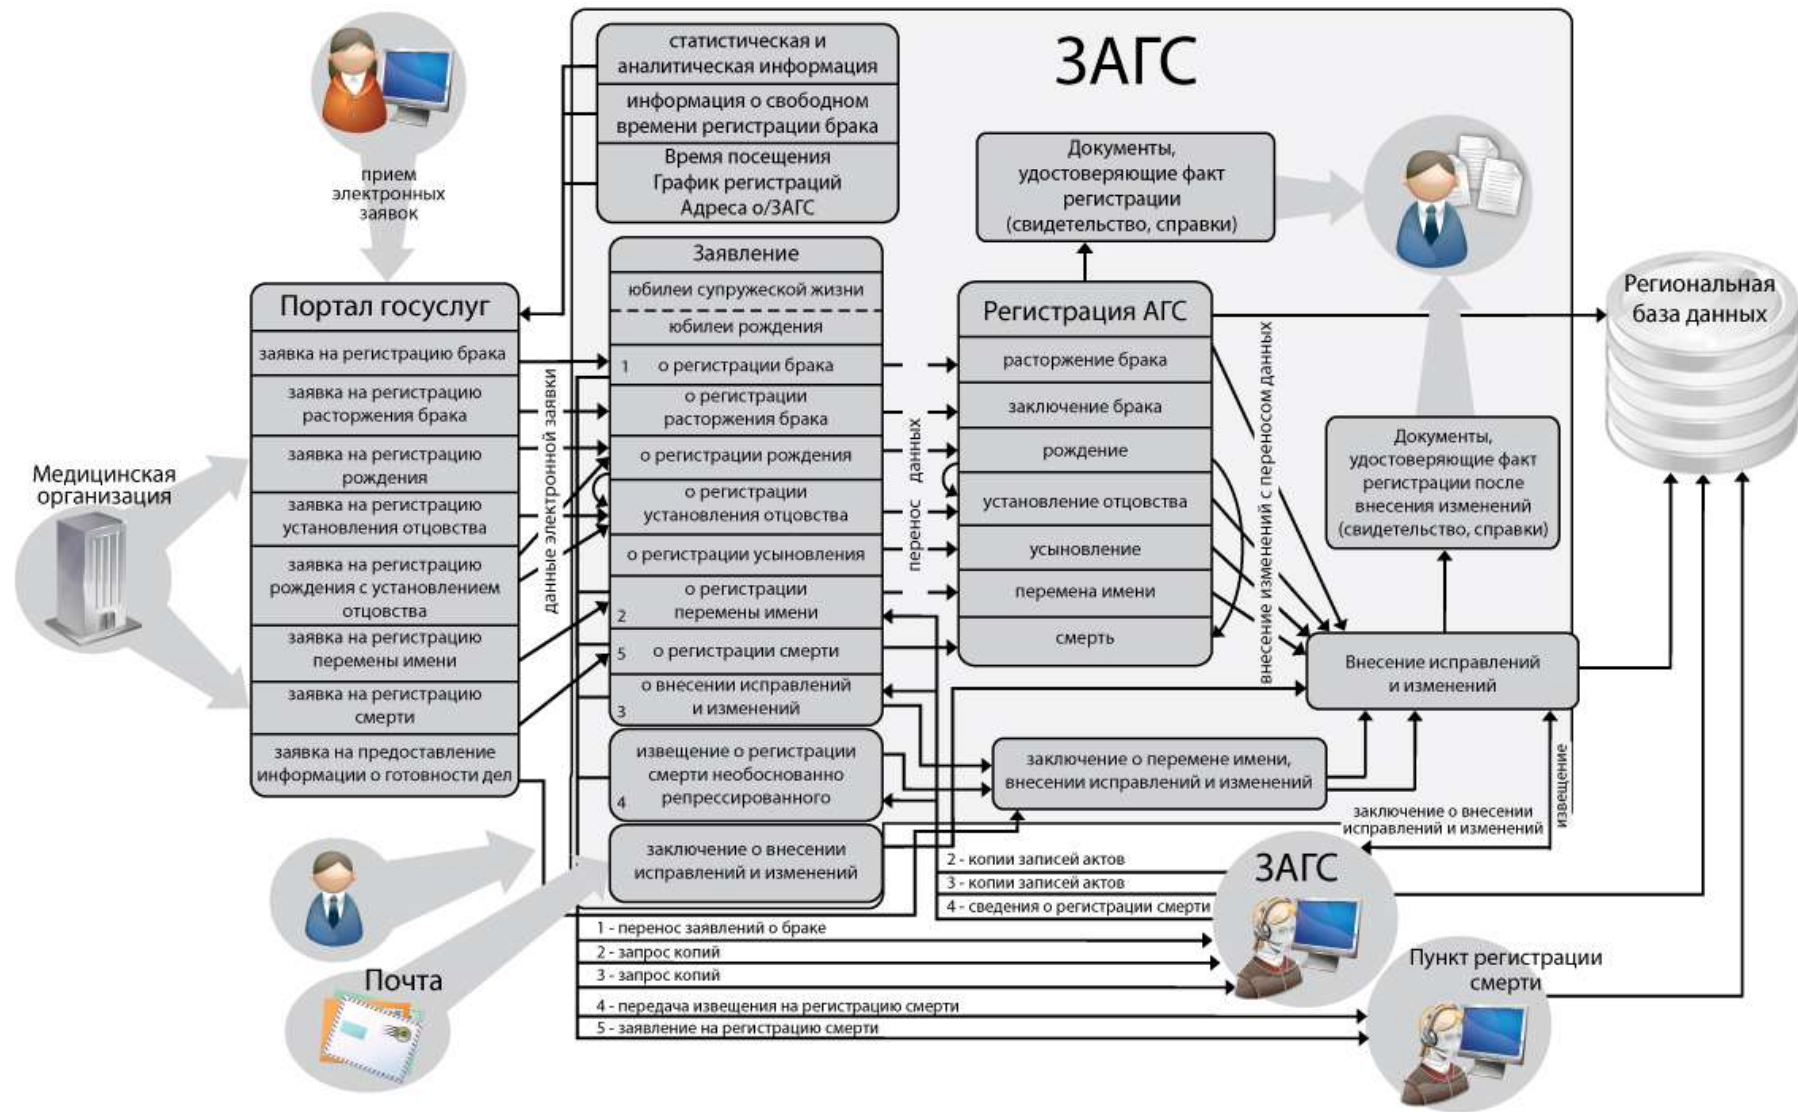 ЗАГС
статистическая и
аналитическая информация
информация о свободном
времени регистрации брака
Время посещения
График регистраций
Адреса о/ЗАГС
прием
электронных
заявок
Документы,
удостоверяющие факт
регистрации
(свидетельство, справки)
Портал госуслуг
заявка на регистрацию брака
заявка на регистрацию
расторжения брака
заявка на регистрацию
рождения
заявка на регистрацию
установления отцовства
заявка на регистрацию
рождения с установлением
отцовства
заявка на регистрацию
перемены имени
заявка на регистрацию
смерти
заявка на предоставление
информации о готовности дел
Медицинская
организация
данные электронной заявки
Заявление
юбилеи супружеской жизни
юбилеи рождения
1 о регистрации брака
о регистрации
расторжения брака
о регистрации рождения
о регистрации
установления отцовства
о регистрации усыновления
о регистрации
2 перемены имени
5 о регистрации смерти
о внесении исправлений
3 и изменений
извещение о регистрации
смерти необоснованно
4 репрессированного
заключение о внесении
исправлений и изменений
перенос данных
Регистрация АГС
расторжение брака
заключение брака
рождение
установление отцовства
усыновление
перемена имени
смерть
внесение изменений с переносом данных
Региональная
база данных
Документы,
удостоверяющие факт
регистрации после
внесения изменений
(свидетельство, справки)
Внесение исправлений
и изменений
заключение о перемене имени,
внесении исправлений и изменений
извещение
заключение о внесении
исправлений и изменений
2 - копии записей актов
3 - копии записей актов
4 - сведения о регистрации смерти
ЗАГС
1 - перенос заявлений о браке
2 - запрос копий
3 - запрос копий
4 - передача извещения на регистрацию смерти
5 - заявление на регистрацию смерти
Пункт регистрации
смерти
Почта